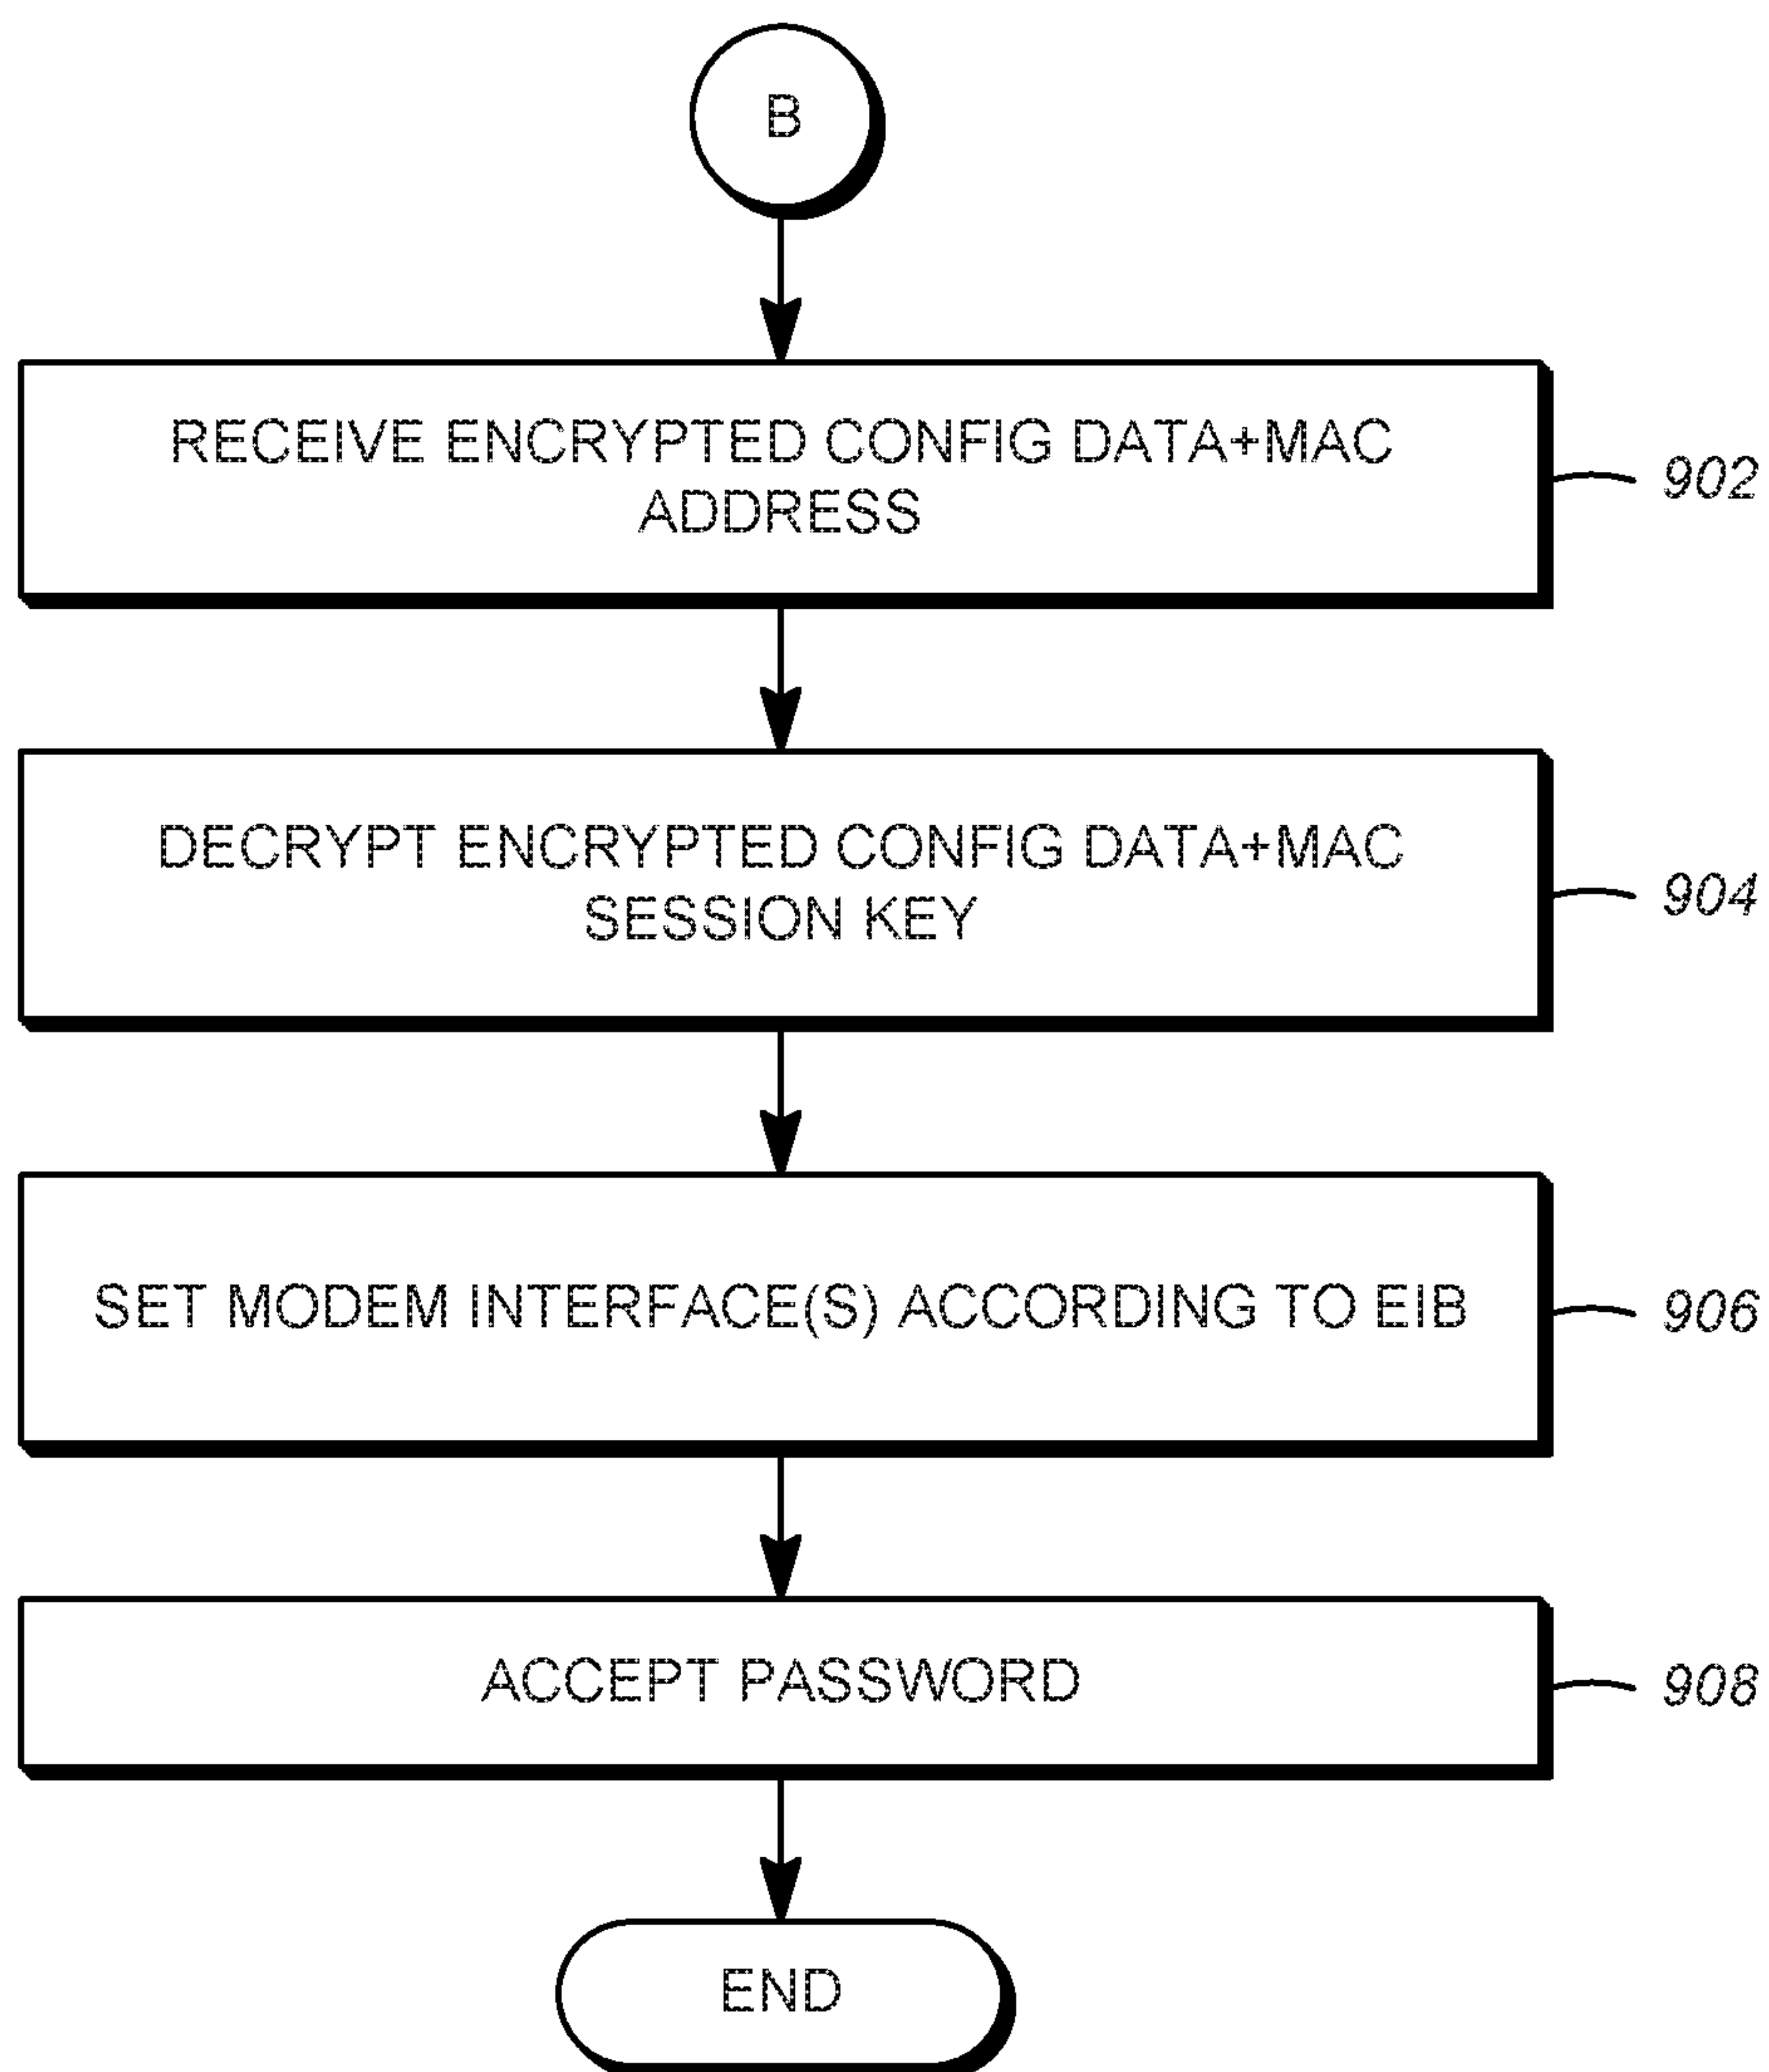 B
RECEIVE ENCRYPTED CONFIG DATA+MAC
ADDRESS
902
DECRYPT ENCRYPTED CONFIG DATA+MAC
SESSION KEY
904
SET MODEM INTERFACE(S) ACCORDING TO EIB
906
ACCEPT PASSWORD
908
END